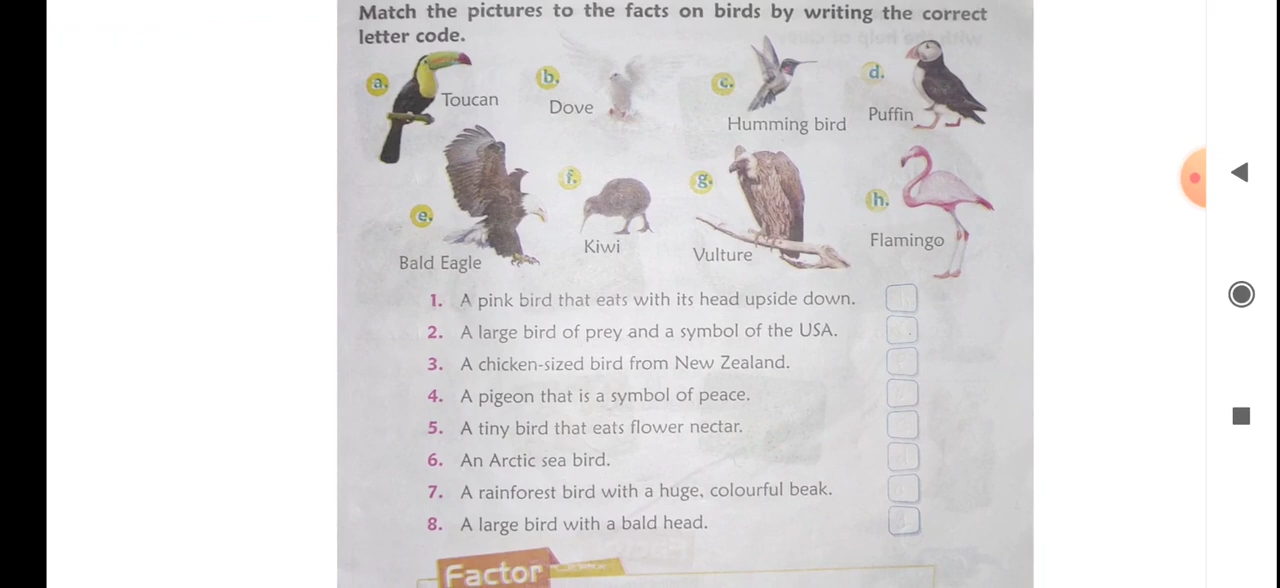 Match the pictures to the facts on birds by writing the correct
letter code.
a. Toucan
b. Dove
c. Humming bird
d. Puffin
e. Bald Eagle
f. Kiwi
g. Vulture
h. Flamingo
1. A pink bird that eats with its head upside down.
2. A large bird of prey and a symbol of the USA.
3. A chicken-sized bird from New Zealand.
4. A pigeon that is a symbol of peace.
5. A tiny bird that eats flower nectar.
6. An Arctic sea bird.
7. A rainforest bird with a huge, colourful beak.
8. A large bird with a bald head.
Factor